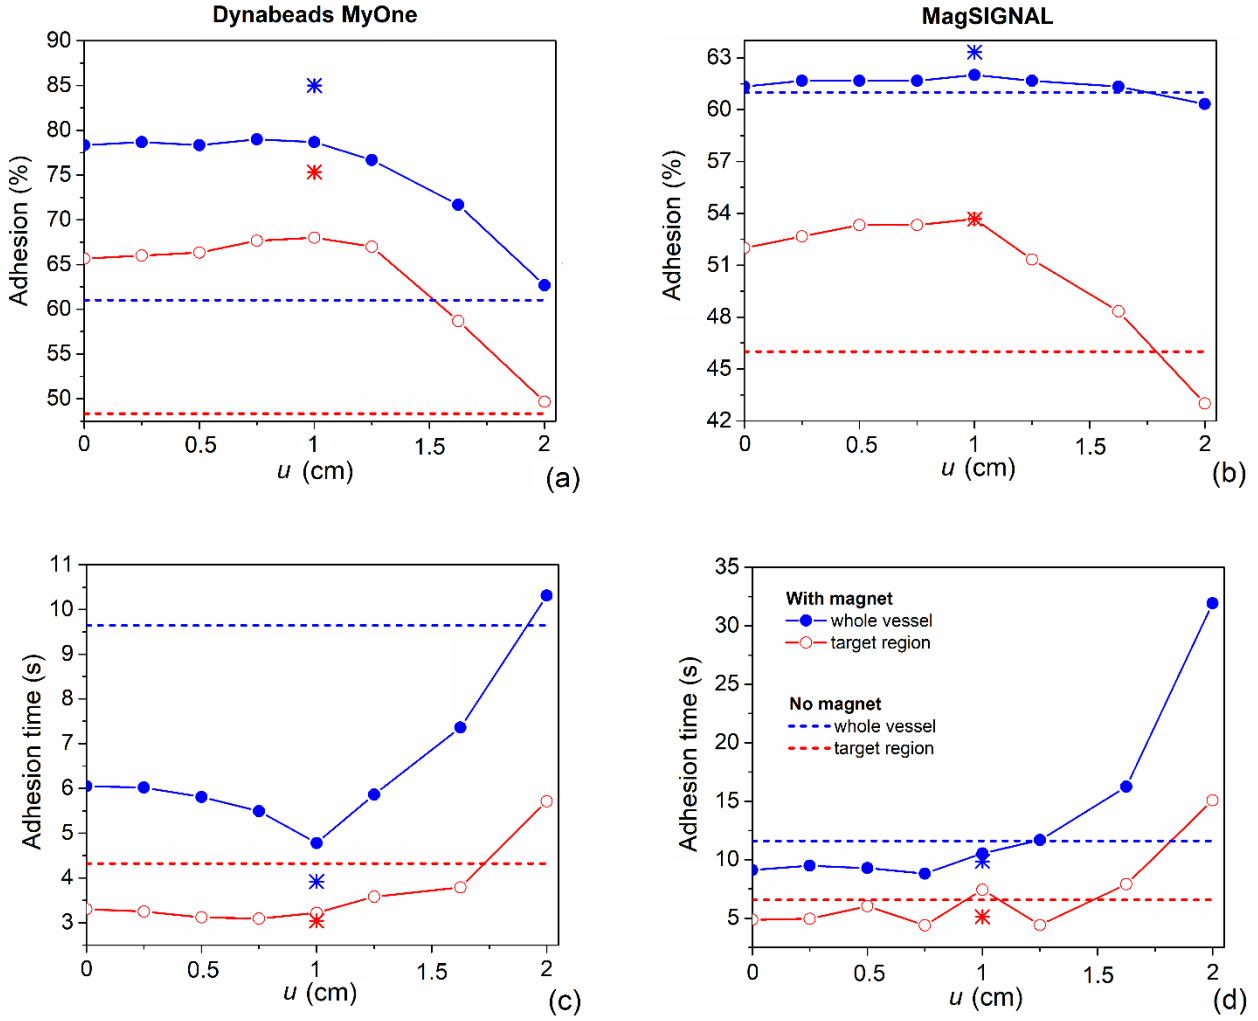 Dynabeads MyOne
90
85
80
75
70
65
60
55
50
Adhesion (%)
0 0.5 1 1.5 2
u (cm)
(a)
MagSIGNAL
63
60
57
54
51
48
45
42
Adhesion (%)
0 0.5 1 1.5 2
u (cm)
(b)
11
10
9
8
7
6
5
4
3
Adhesion time (s)
0 0.5 1 1.5 2
u (cm)
(c)
35
30
25
20
15
10
5
Adhesion time (s)
With magnet
whole vessel
target region
No magnet
whole vessel
target region
0 0.5 1 1.5 2
u (cm)
(d)